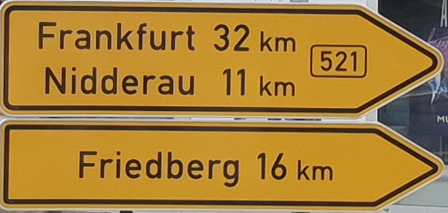 Frankfurt 32 km
Nidderau 11 km
521
Friedberg 16 km